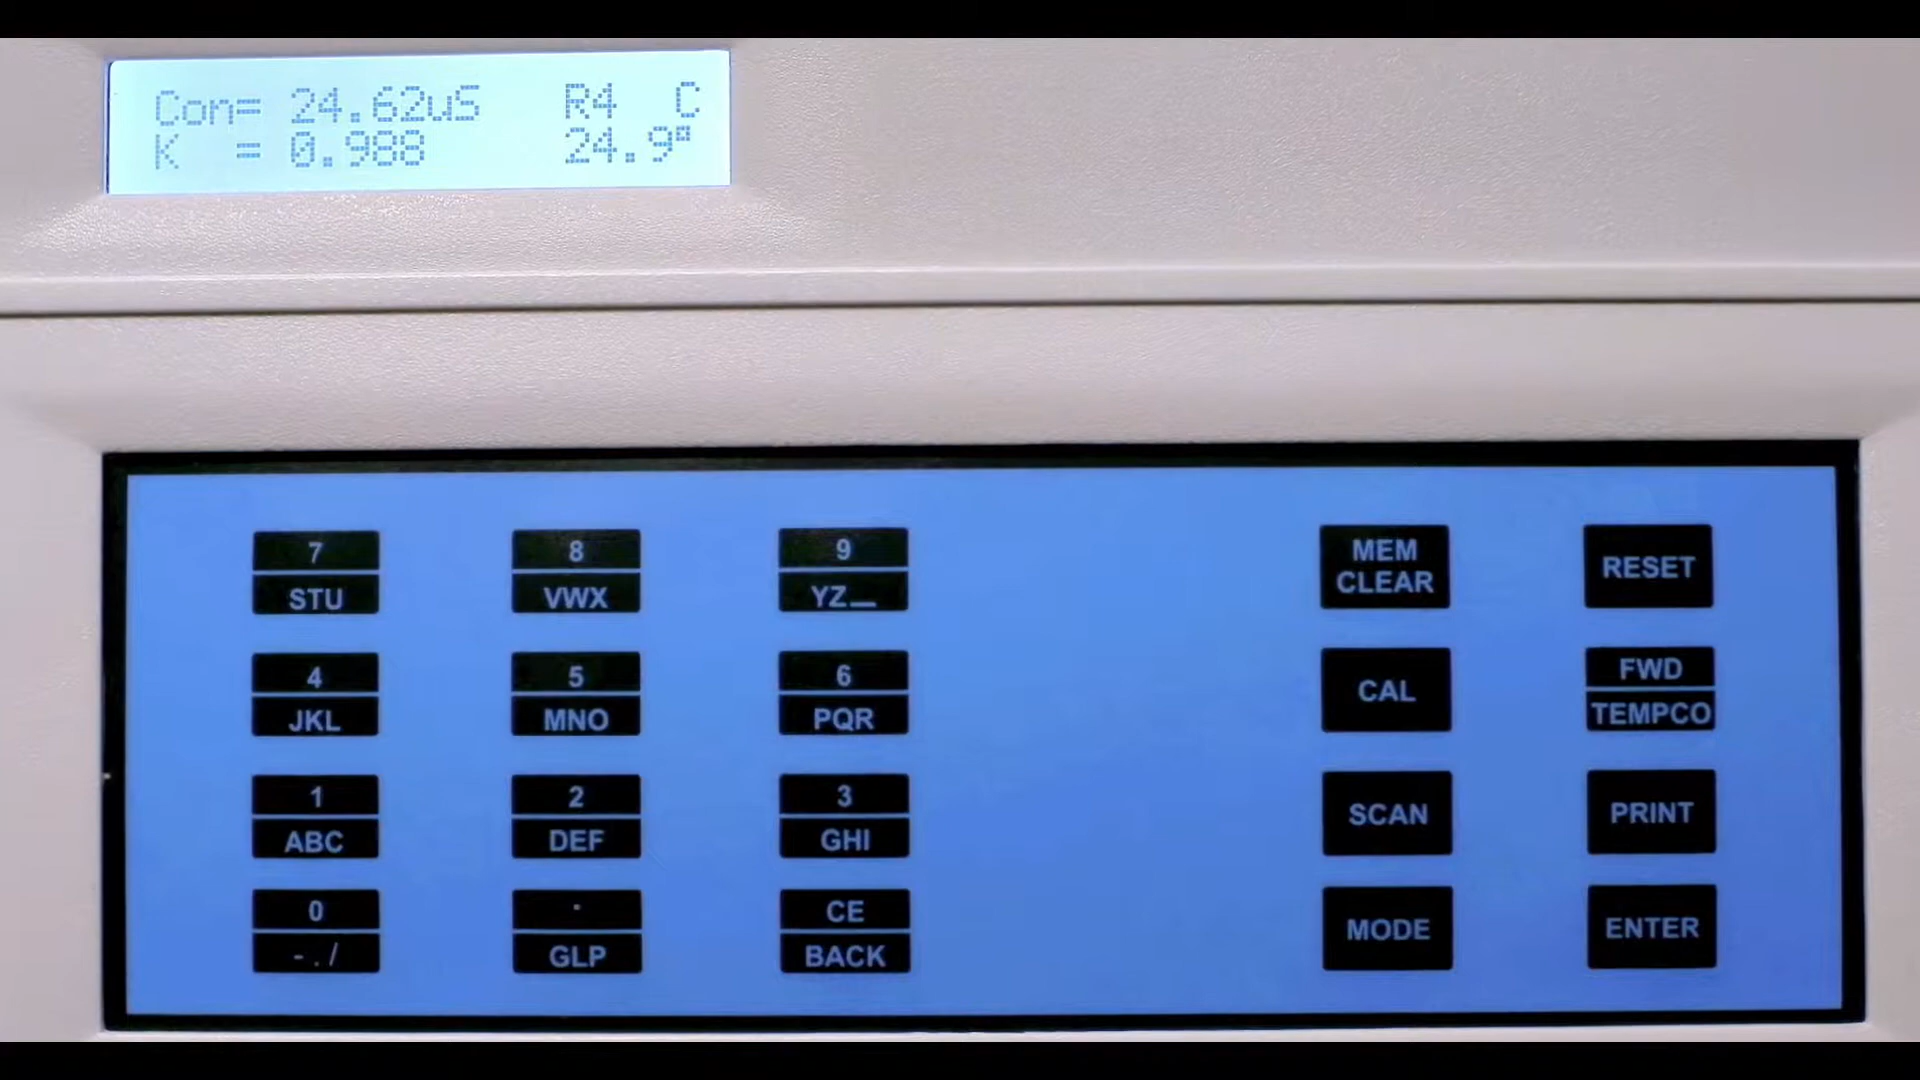 Con= 24.62uS R4 C
K = 0.988 24.9°
7 8 9 MEM CLEAR RESET
STU VWX YZ_
4 5 6 CAL FWD
JKL MNO PQR TEMPCO
1 2 3 SCAN PRINT
ABC DEF GHI
0 . CE MODE ENTER
- . / GLP BACK